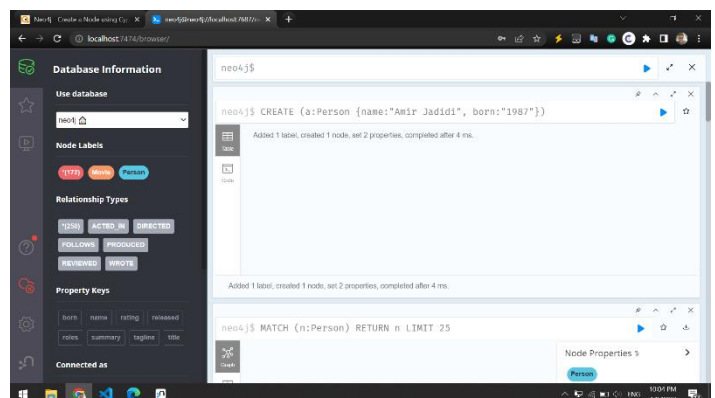 Neo4j Create a Node using Cyp
neo4j@neo4j://localhost:7687/ne
localhost:7474/browser/
Database Information
Use database
neo4j
Node Labels
*(172) Movie Person
Relationship Types
*(256) ACTED_IN DIRECTED
FOLLOWS PRODUCED
REVIEWED WROTE
Property Keys
born name rating released
roles summary tagline title
Connected as
neo4j$
neo4j$ CREATE (a:Person {name:"Amir Jadidi", born:"1987"})
Table
Code
Added 1 label, created 1 node, set 2 properties, completed after 4 ms.
Added 1 label, created 1 node, set 2 properties, completed after 4 ms.
neo4j$ MATCH (n:Person) RETURN n LIMIT 25
Graph
Node Properties
Person
ENG
10:04 PM